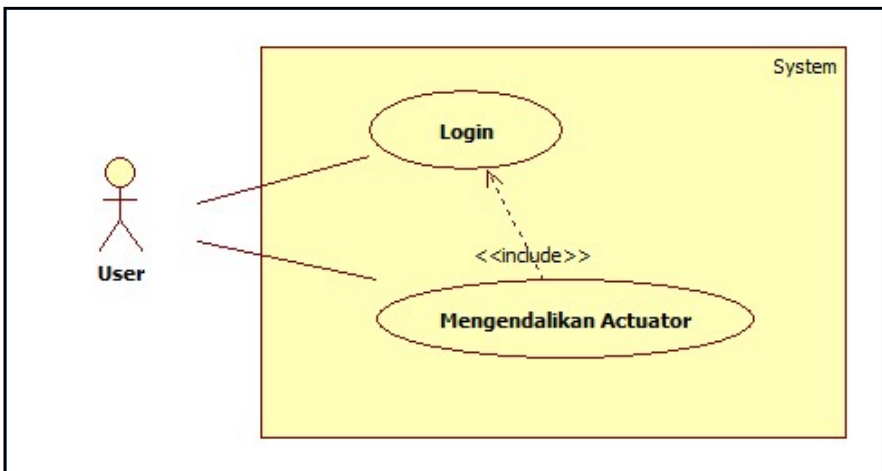 System
Login
User
<<include>>
Mengendalikan Actuator